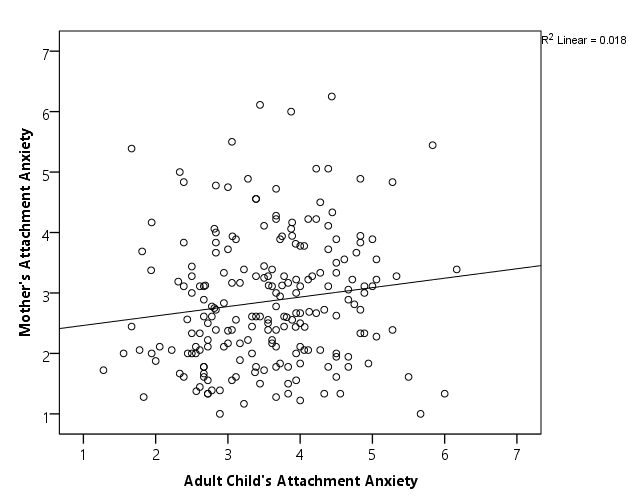 R² Linear = 0.018
7
6
5
4
3
2
1
Mother's Attachment Anxiety
1 2 3 4 5 6 7
Adult Child's Attachment Anxiety